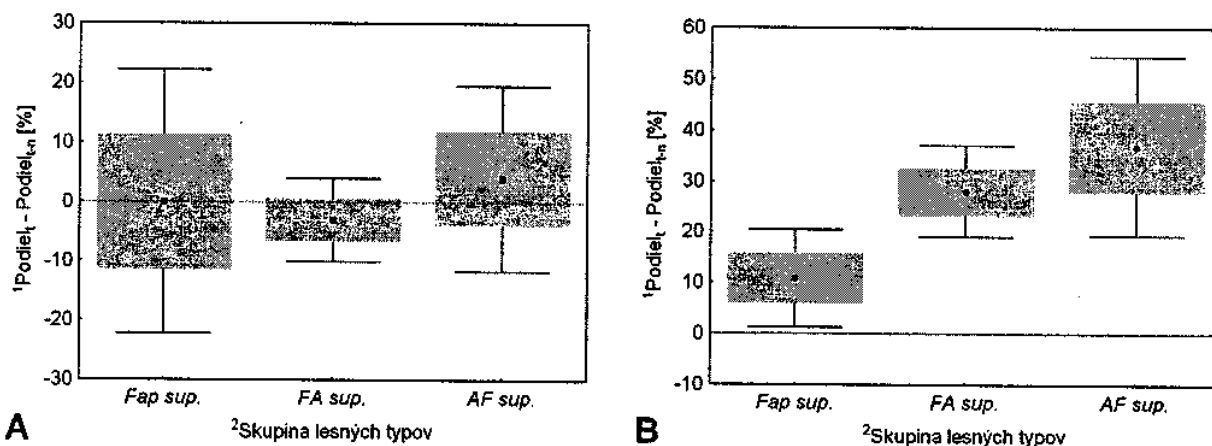 30
20
10
0
-10
-20
-30
¹Podiel_t - Podiel_t-n [%]
Fap sup. FA sup. AF sup.
²Skupina lesných typov
A
60
50
40
30
20
10
0
-10
¹Podiel_t - Podiel_t-n [%]
Fap sup. FA sup. AF sup.
²Skupina lesných typov
B